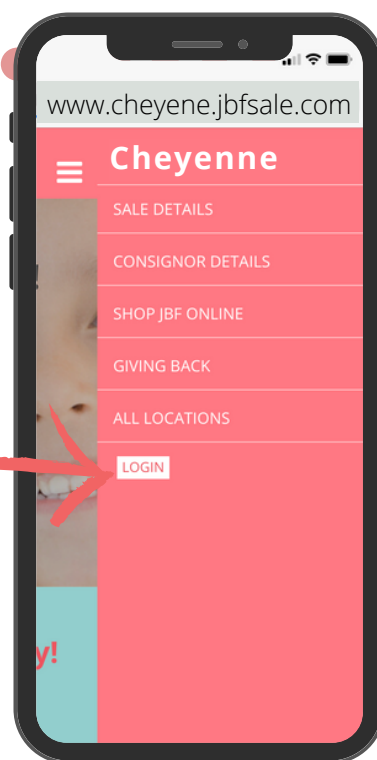 www.cheyene.jbfsale.com
Cheyenne
SALE DETAILS
CONSIGNOR DETAILS
SHOP JBF ONLINE
GIVING BACK
ALL LOCATIONS
LOGIN
y!